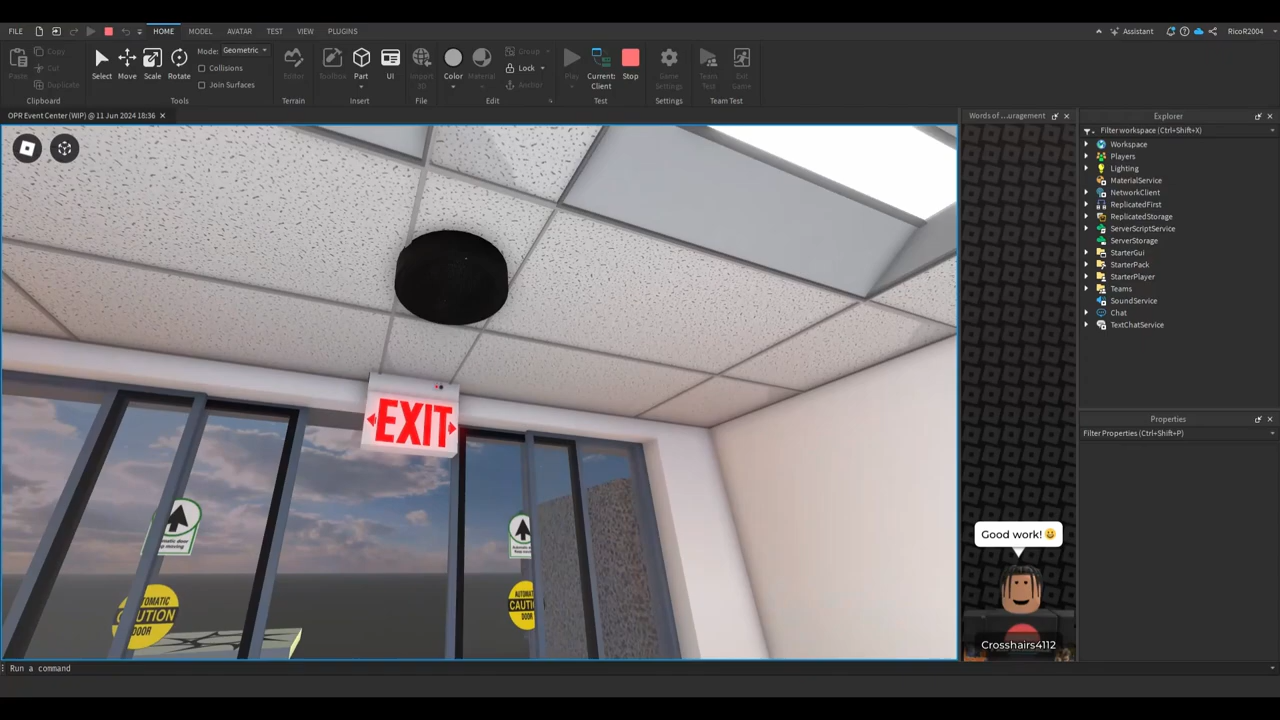 FILE HOME MODEL AVATAR TEST VIEW PLUGINS Assistant RicoR2004
Paste Copy Cut Duplicate Select Move Scale Rotate Mode: Geometric Collisions Join Surfaces Editor Toolbox Part UI Import 3D Color Material Group Lock Anchor Play Current: Client Stop Game Settings Team Test Exit Game
Clipboard Tools Terrain Insert File Edit Test Settings Team Test
OPR Event Center (WIP) @ 11 Jun 2024 18:36 Words of ...uragement Explorer
Filter workspace (Ctrl+Shift+X)
Workspace
Players
Lighting
MaterialService
NetworkClient
ReplicatedFirst
ReplicatedStorage
ServerScriptService
ServerStorage
StarterGui
StarterPack
StarterPlayer
Teams
SoundService
Chat
TextChatService
Properties
Filter Properties (Ctrl+Shift+P)
EXIT
AUTOMATIC
CAUTION
DOOR
Good work!
Crosshairs4112
Run a command